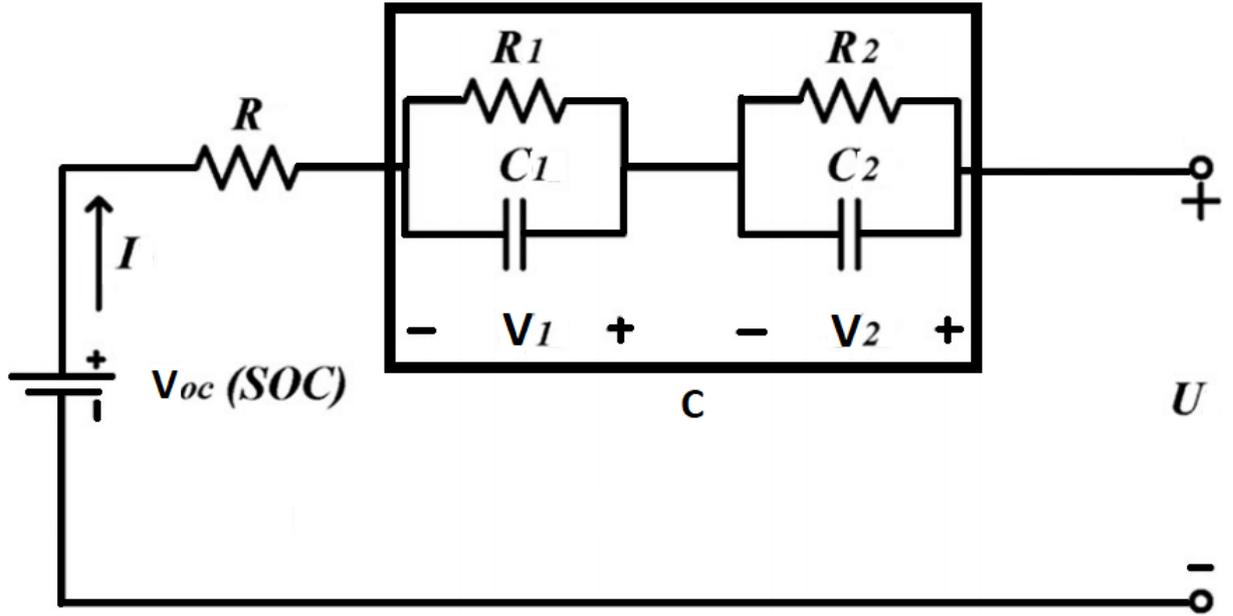 R1 R2
R
C1 C2
I
- V1 + - V2 +
+
+
Voc (SOC)
-
C
U
-